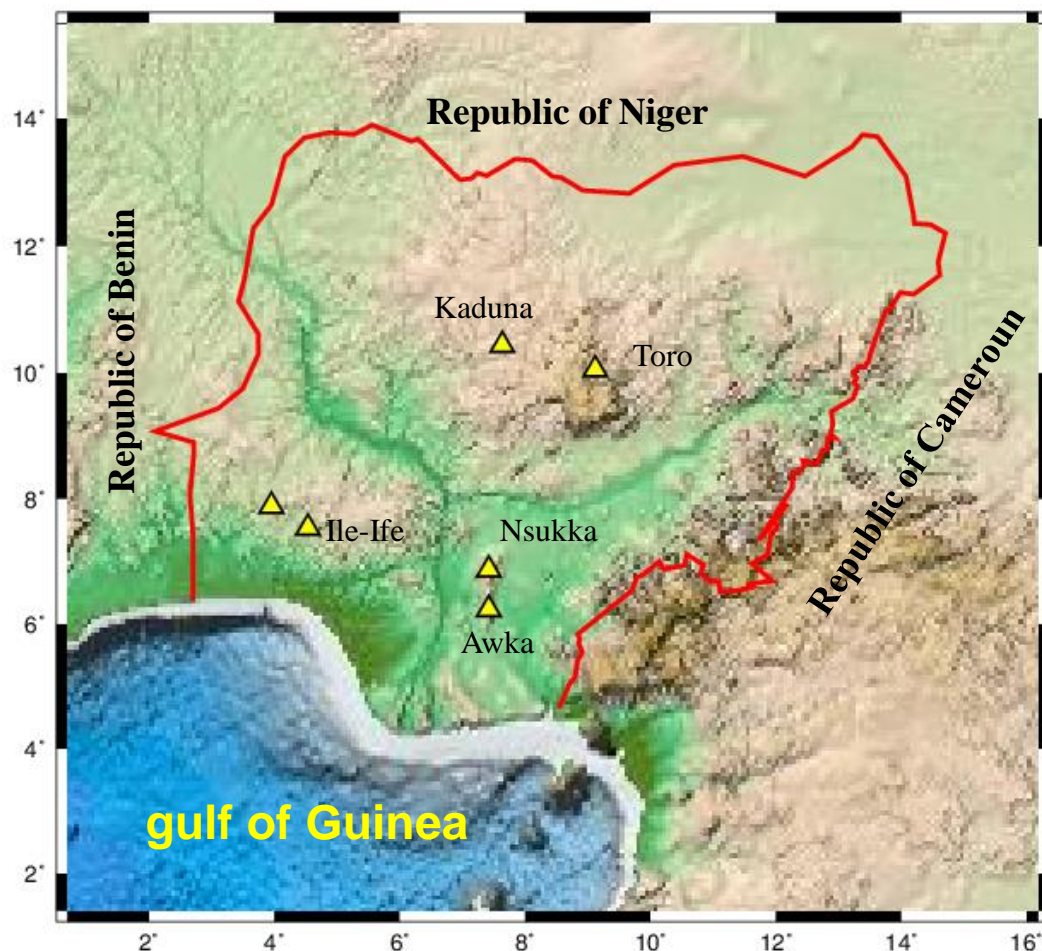 Republic of Niger
14°
12°
Republic of Benin
Kaduna
Toro
10°
Republic of Cameroun
8°
Ile-Ife
Nsukka
6°
Awka
4°
gulf of Guinea
2°
2° 4° 6° 8° 10° 12° 14° 16°